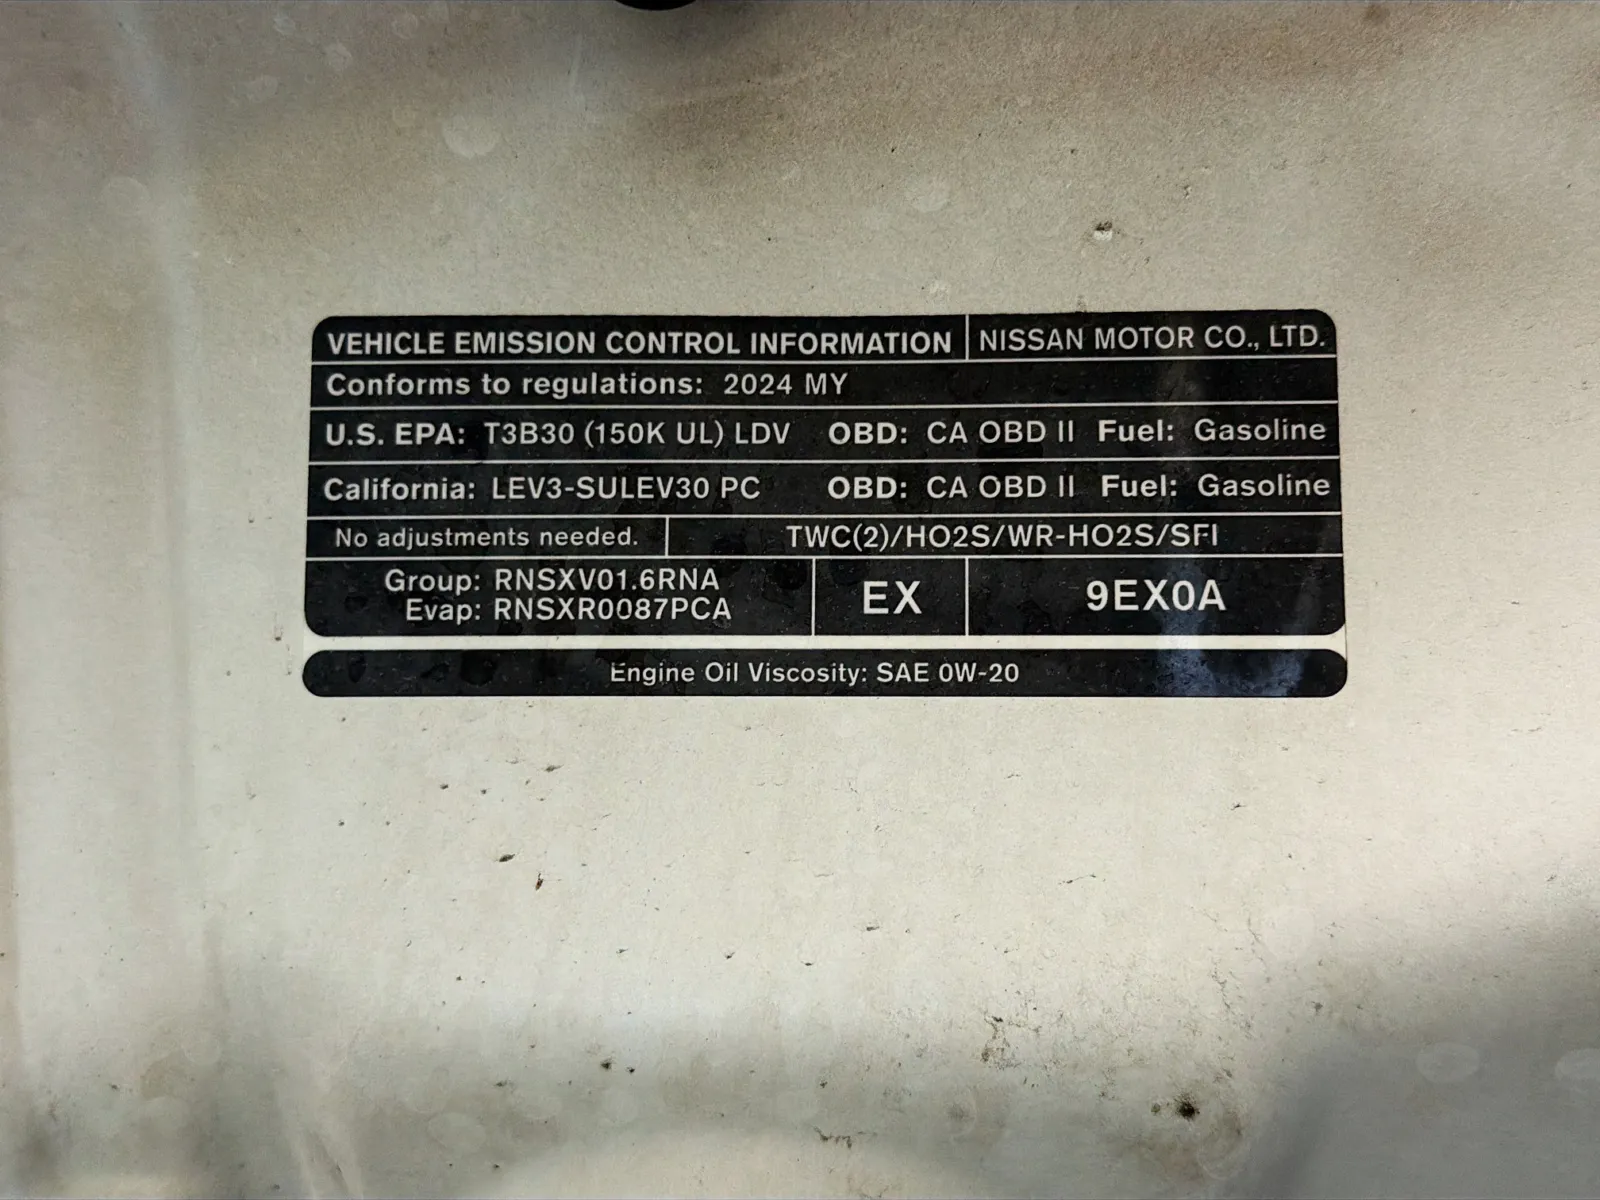 VEHICLE EMISSION CONTROL INFORMATION NISSAN MOTOR CO., LTD.
Conforms to regulations: 2024 MY
U.S. EPA: T3B30 (150K UL) LDV OBD: CA OBD II Fuel: Gasoline
California: LEV3-SULEV30 PC OBD: CA OBD II Fuel: Gasoline
No adjustments needed. TWC(2)/HO2S/WR-HO2S/SFI
Group: RNSXV01.6RNA
Evap: RNSXR0087PCA
EX
9EX0A
Engine Oil Viscosity: SAE 0W-20